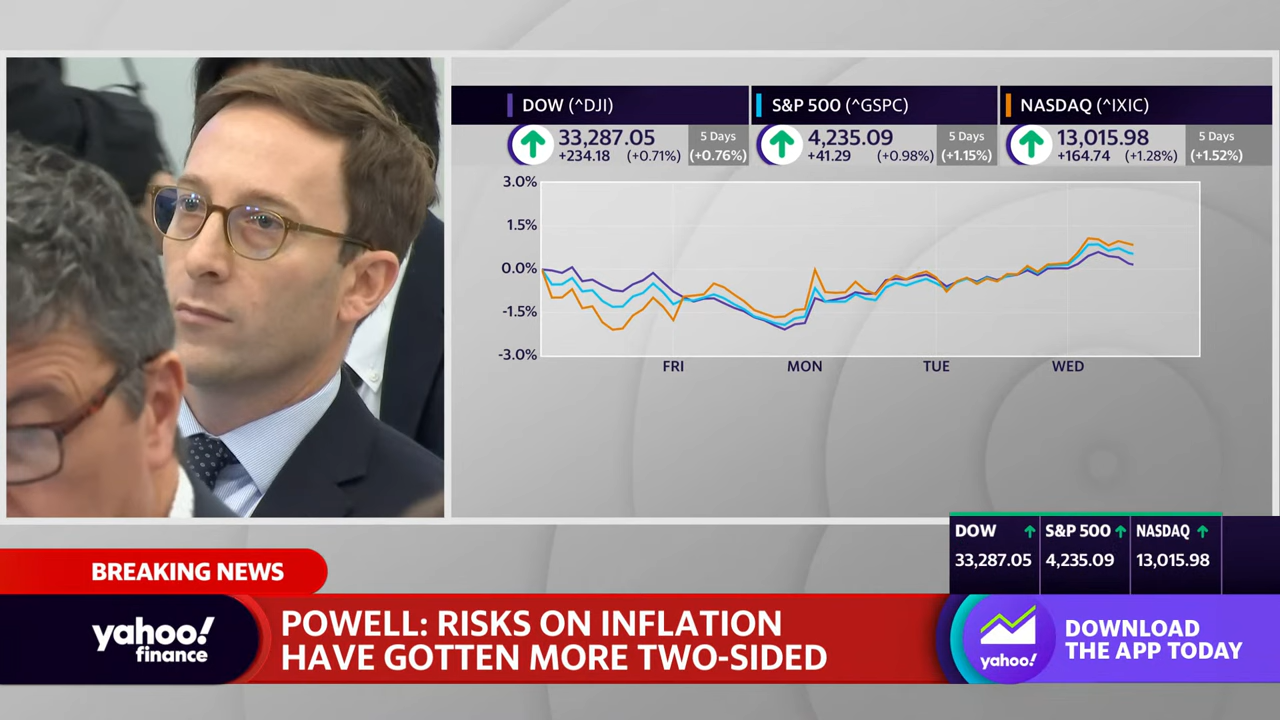 DOW (^DJI)
33,287.05
+234.18 (+0.71%)
5 Days
(+0.76%)
S&P 500 (^GSPC)
4,235.09
+41.29 (+0.98%)
5 Days
(+1.15%)
NASDAQ (^IXIC)
13,015.98
+164.74 (+1.28%)
5 Days
(+1.52%)
3.0%
1.5%
0.0%
-1.5%
-3.0%
FRI MON TUE WED
DOW S&P 500 NASDAQ
33,287.05 4,235.09 13,015.98
BREAKING NEWS
yahoo!
finance
POWELL: RISKS ON INFLATION
HAVE GOTTEN MORE TWO-SIDED
yahoo!
DOWNLOAD
THE APP TODAY